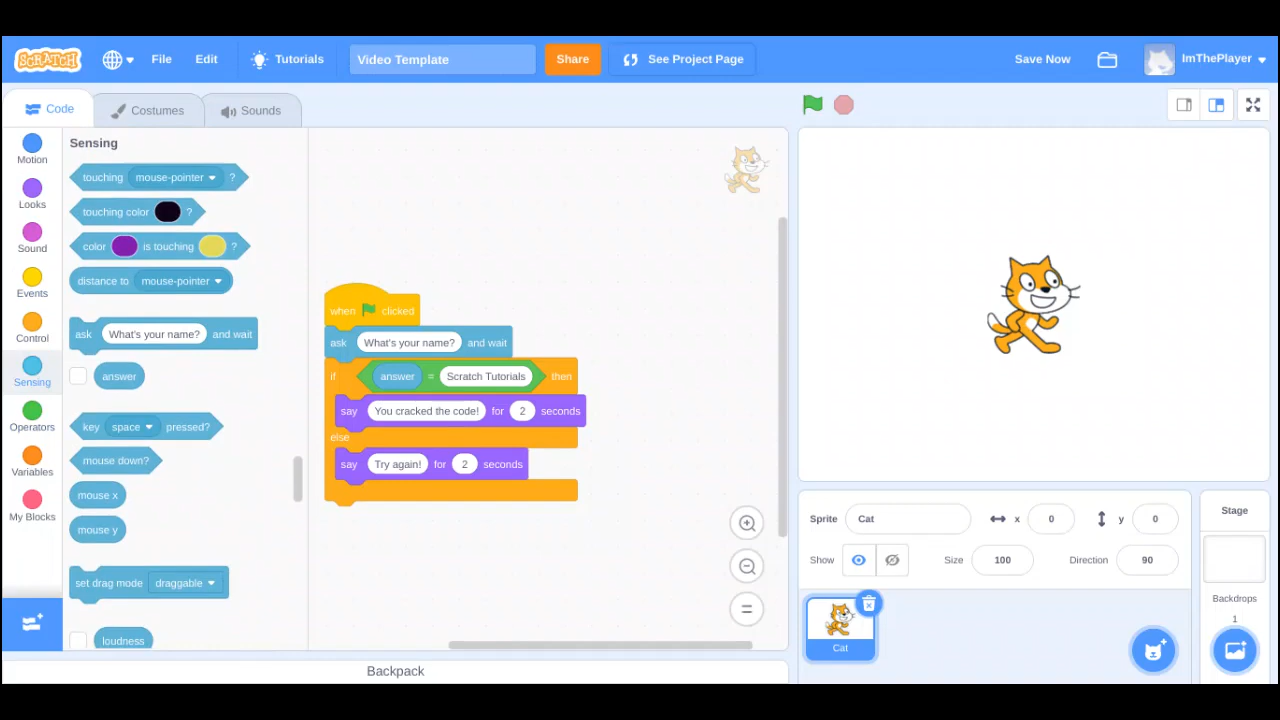 SCRATCH File Edit Tutorials Video Template Share See Project Page Save Now ImThePlayer
Code Costumes Sounds
Motion
Looks
Sound
Events
Control
Sensing
Operators
Variables
My Blocks
Sensing
touching mouse-pointer ?
touching color ?
color is touching ?
distance to mouse-pointer
ask What's your name? and wait
answer
key space pressed?
mouse down?
mouse x
mouse y
set drag mode draggable
loudness
when clicked
ask What's your name? and wait
if answer = Scratch Tutorials then
say You cracked the code! for 2 seconds
else
say Try again! for 2 seconds
Sprite Cat x 0 y 0
Show Size 100 Direction 90
Cat
Stage
Backdrops
1
Backpack